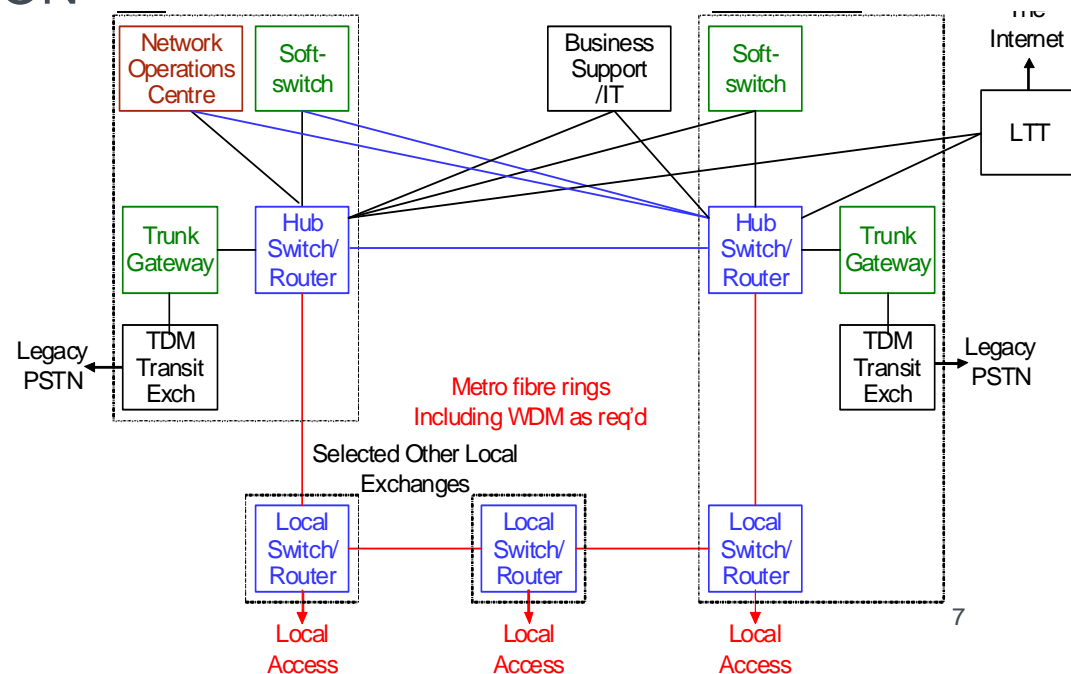 Network
Operations
Centre
Soft-
switch
Business
Support
/IT
Soft-
switch
Internet
LTT
Trunk
Gateway
Hub
Switch/
Router
Hub
Switch/
Router
Trunk
Gateway
Legacy
PSTN
TDM
Transit
Exch
TDM
Transit
Exch
Legacy
PSTN
Metro fibre rings
Including WDM as req'd
Selected Other Local
Exchanges
Local
Switch/
Router
Local
Switch/
Router
Local
Switch/
Router
7
Local
Access
Local
Access
Local
Access